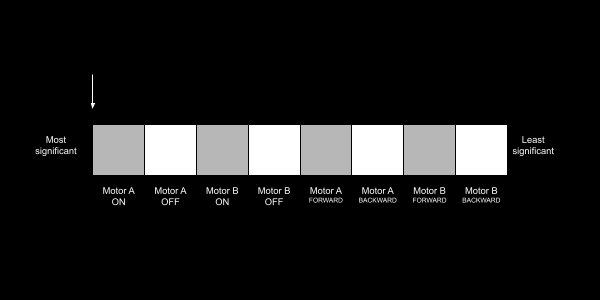 Most
significant
Least
significant
Motor A
ON
Motor A
OFF
Motor B
ON
Motor B
OFF
Motor A
FORWARD
Motor A
BACKWARD
Motor B
FORWARD
Motor B
BACKWARD